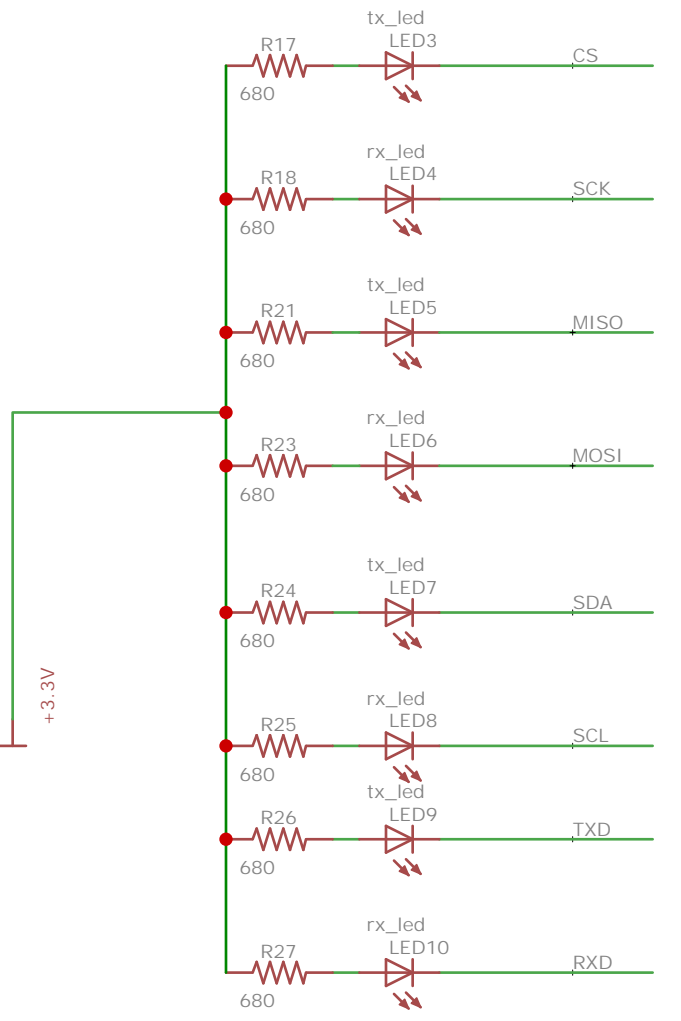 tx_led
LED3
R17
CS
680
rx_led
LED4
R18
SCK
680
tx_led
LED5
R21
MISO
680
rx_led
LED6
R23
MOSI
680
tx_led
LED7
R24
SDA
680
+3.3V
rx_led
LED8
R25
SCL
680
tx_led
LED9
R26
TXD
680
rx_led
LED10
R27
RXD
680